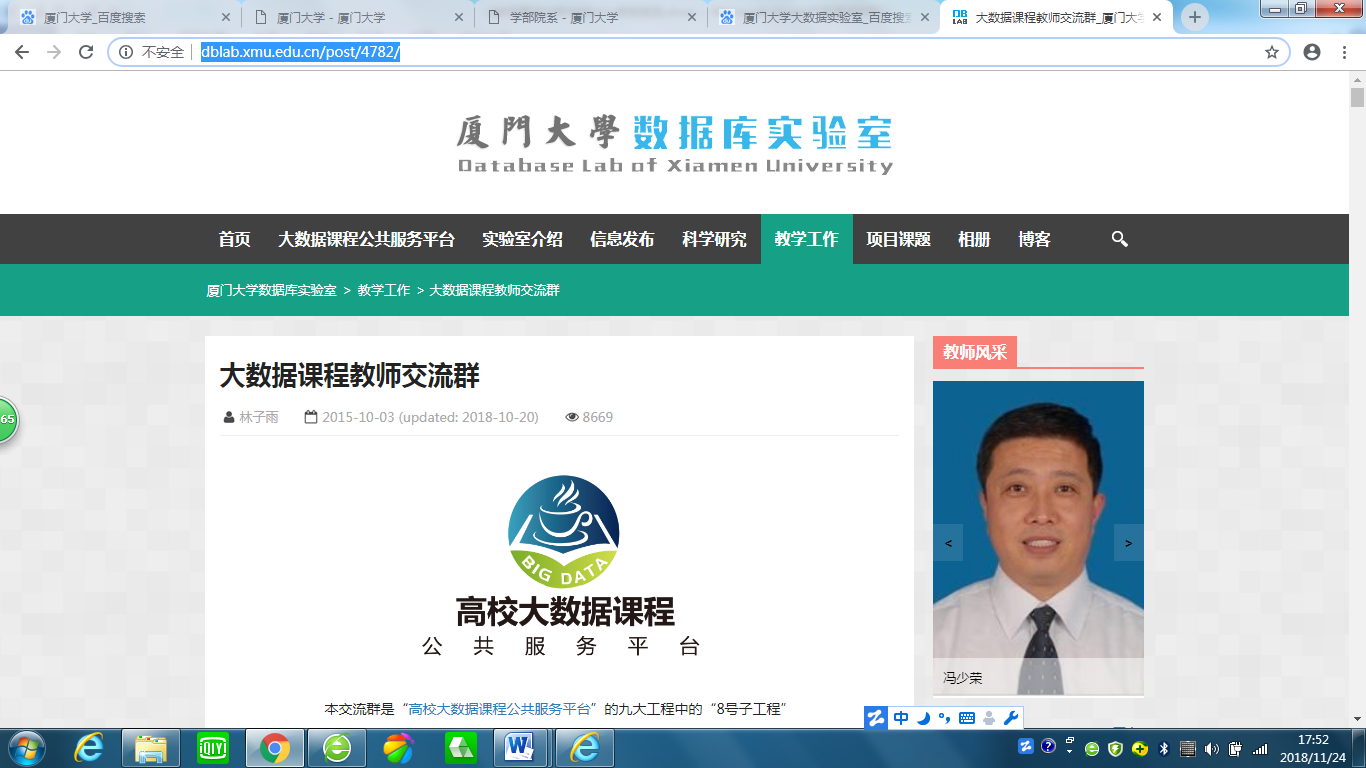 厦门大学_百度搜索
厦门大学 - 厦门大学
学部院系 - 厦门大学
厦门大学大数据实验室_百度搜
DB LAB
大数据课程教师交流群_厦门大
不安全
dblab.xmu.edu.cn/post/4782/
厦門大學 数据库实验室
Database Lab of Xiamen University
首页 大数据课程公共服务平台 实验室介绍 信息发布 科学研究 教学工作 项目课题 相册 博客
厦门大学数据库实验室 > 教学工作 > 大数据课程教师交流群
大数据课程教师交流群
林子雨 2015-10-03 (updated: 2018-10-20) 8669
教师风采
65
< >
BIG DATA
高校大数据课程
公共服务平台
冯少荣
本交流群是“高校大数据课程公共服务平台”的九大工程中的“8号子工程”
中
iQIY
17:52
2018/11/24